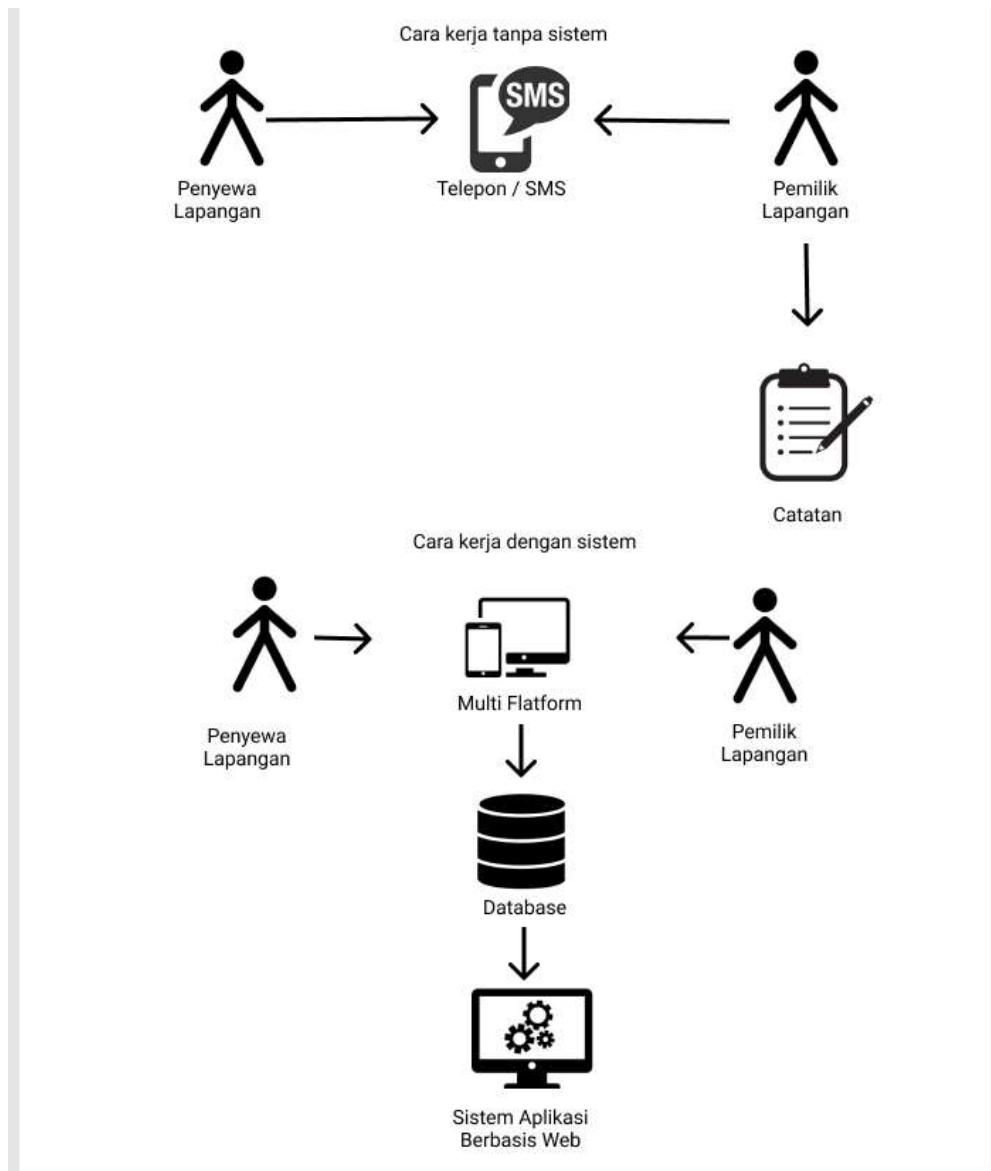 Cara kerja tanpa sistem
SMS
Penyewa
Lapangan
Telepon / SMS
Pemilik
Lapangan
Catatan
Cara kerja dengan sistem
Multi Flatform
Penyewa
Lapangan
Pemilik
Lapangan
Database
Sistem Aplikasi
Berbasis Web